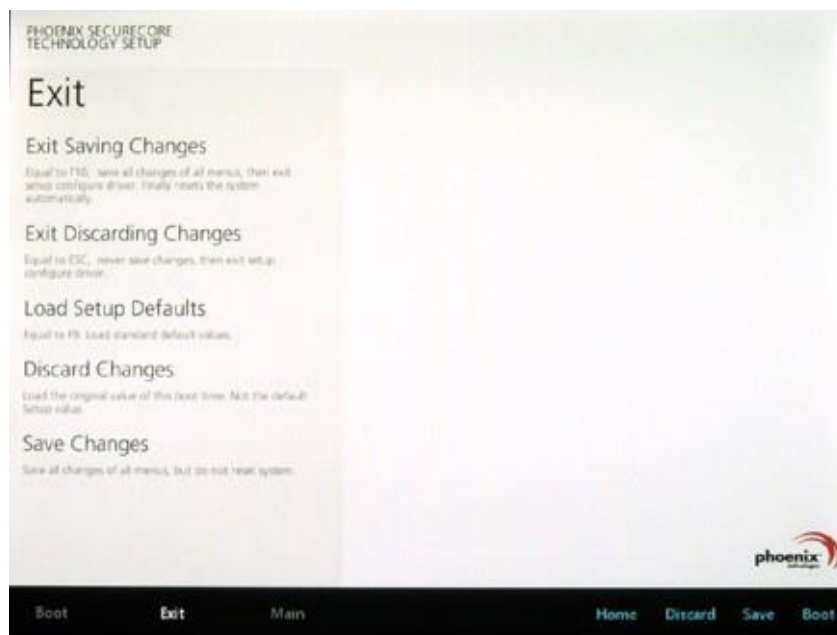 PHOENIX SECURECORE
TECHNOLOGY SETUP
Exit
Exit Saving Changes
Equal to F10, save all changes of all menus, then exit
setup configure driver. Finally resets the system
automatically.
Exit Discarding Changes
Equal to ESC, never save changes, then exit setup
configure driver.
Load Setup Defaults
Equal to F9. Load standard default values.
Discard Changes
Load the original value of this boot time. Not the default
Setup value.
Save Changes
Save all changes of all menus, but do not reset system.
phoenix
technologies
Boot Exit Main Home Discard Save Boot